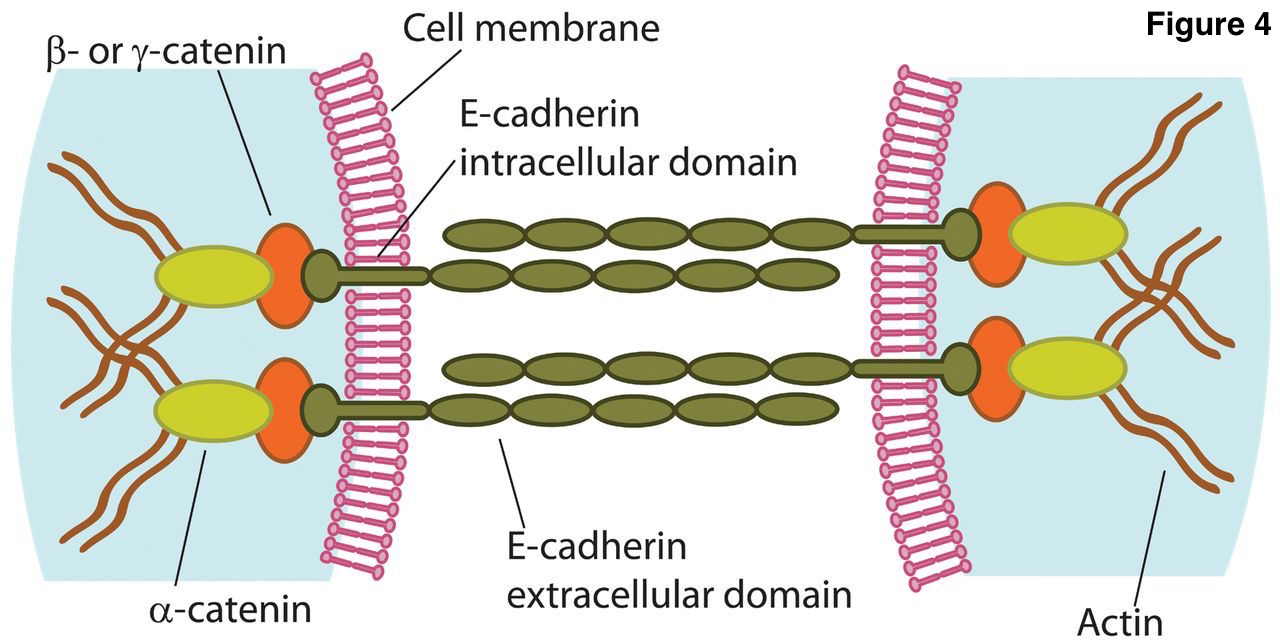 Figure 4
Cell membrane
β- or γ-catenin
E-cadherin
intracellular domain
E-cadherin
extracellular domain
α-catenin
Actin